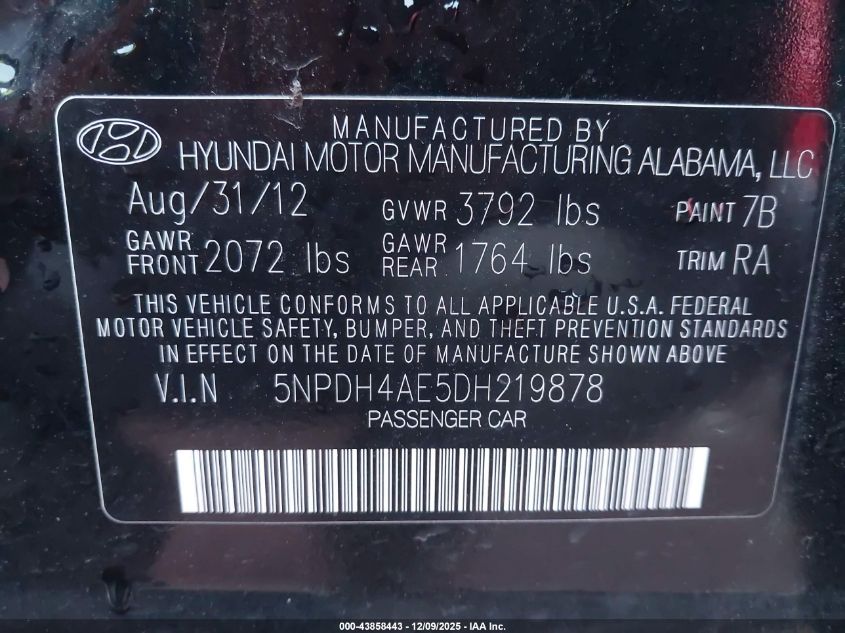 MANUFACTURED BY
HYUNDAI MOTOR MANUFACTURING ALABAMA, LLC
Aug/31/12 GVWR 3792 lbs PAINT 7B
GAWR FRONT 2072 lbs GAWR REAR 1764 lbs TRIM RA
THIS VEHICLE CONFORMS TO ALL APPLICABLE U.S.A. FEDERAL
MOTOR VEHICLE SAFETY, BUMPER, AND THEFT PREVENTION STANDARDS
IN EFFECT ON THE DATE OF MANUFACTURE SHOWN ABOVE
V.I.N 5NPDH4AE5DH219878
PASSENGER CAR
000-43858443 - 12/09/2025 - IAA Inc.